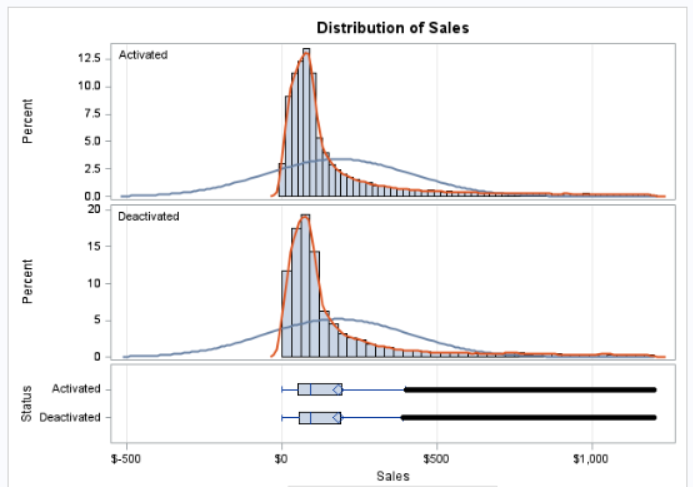 Distribution of Sales
Activated
Percent
12.5
10.0
7.5
5.0
2.5
0.0
Deactivated
Percent
20
15
10
5
0
Status
Activated
Deactivated
$-500
$0
$500
$1,000
Sales